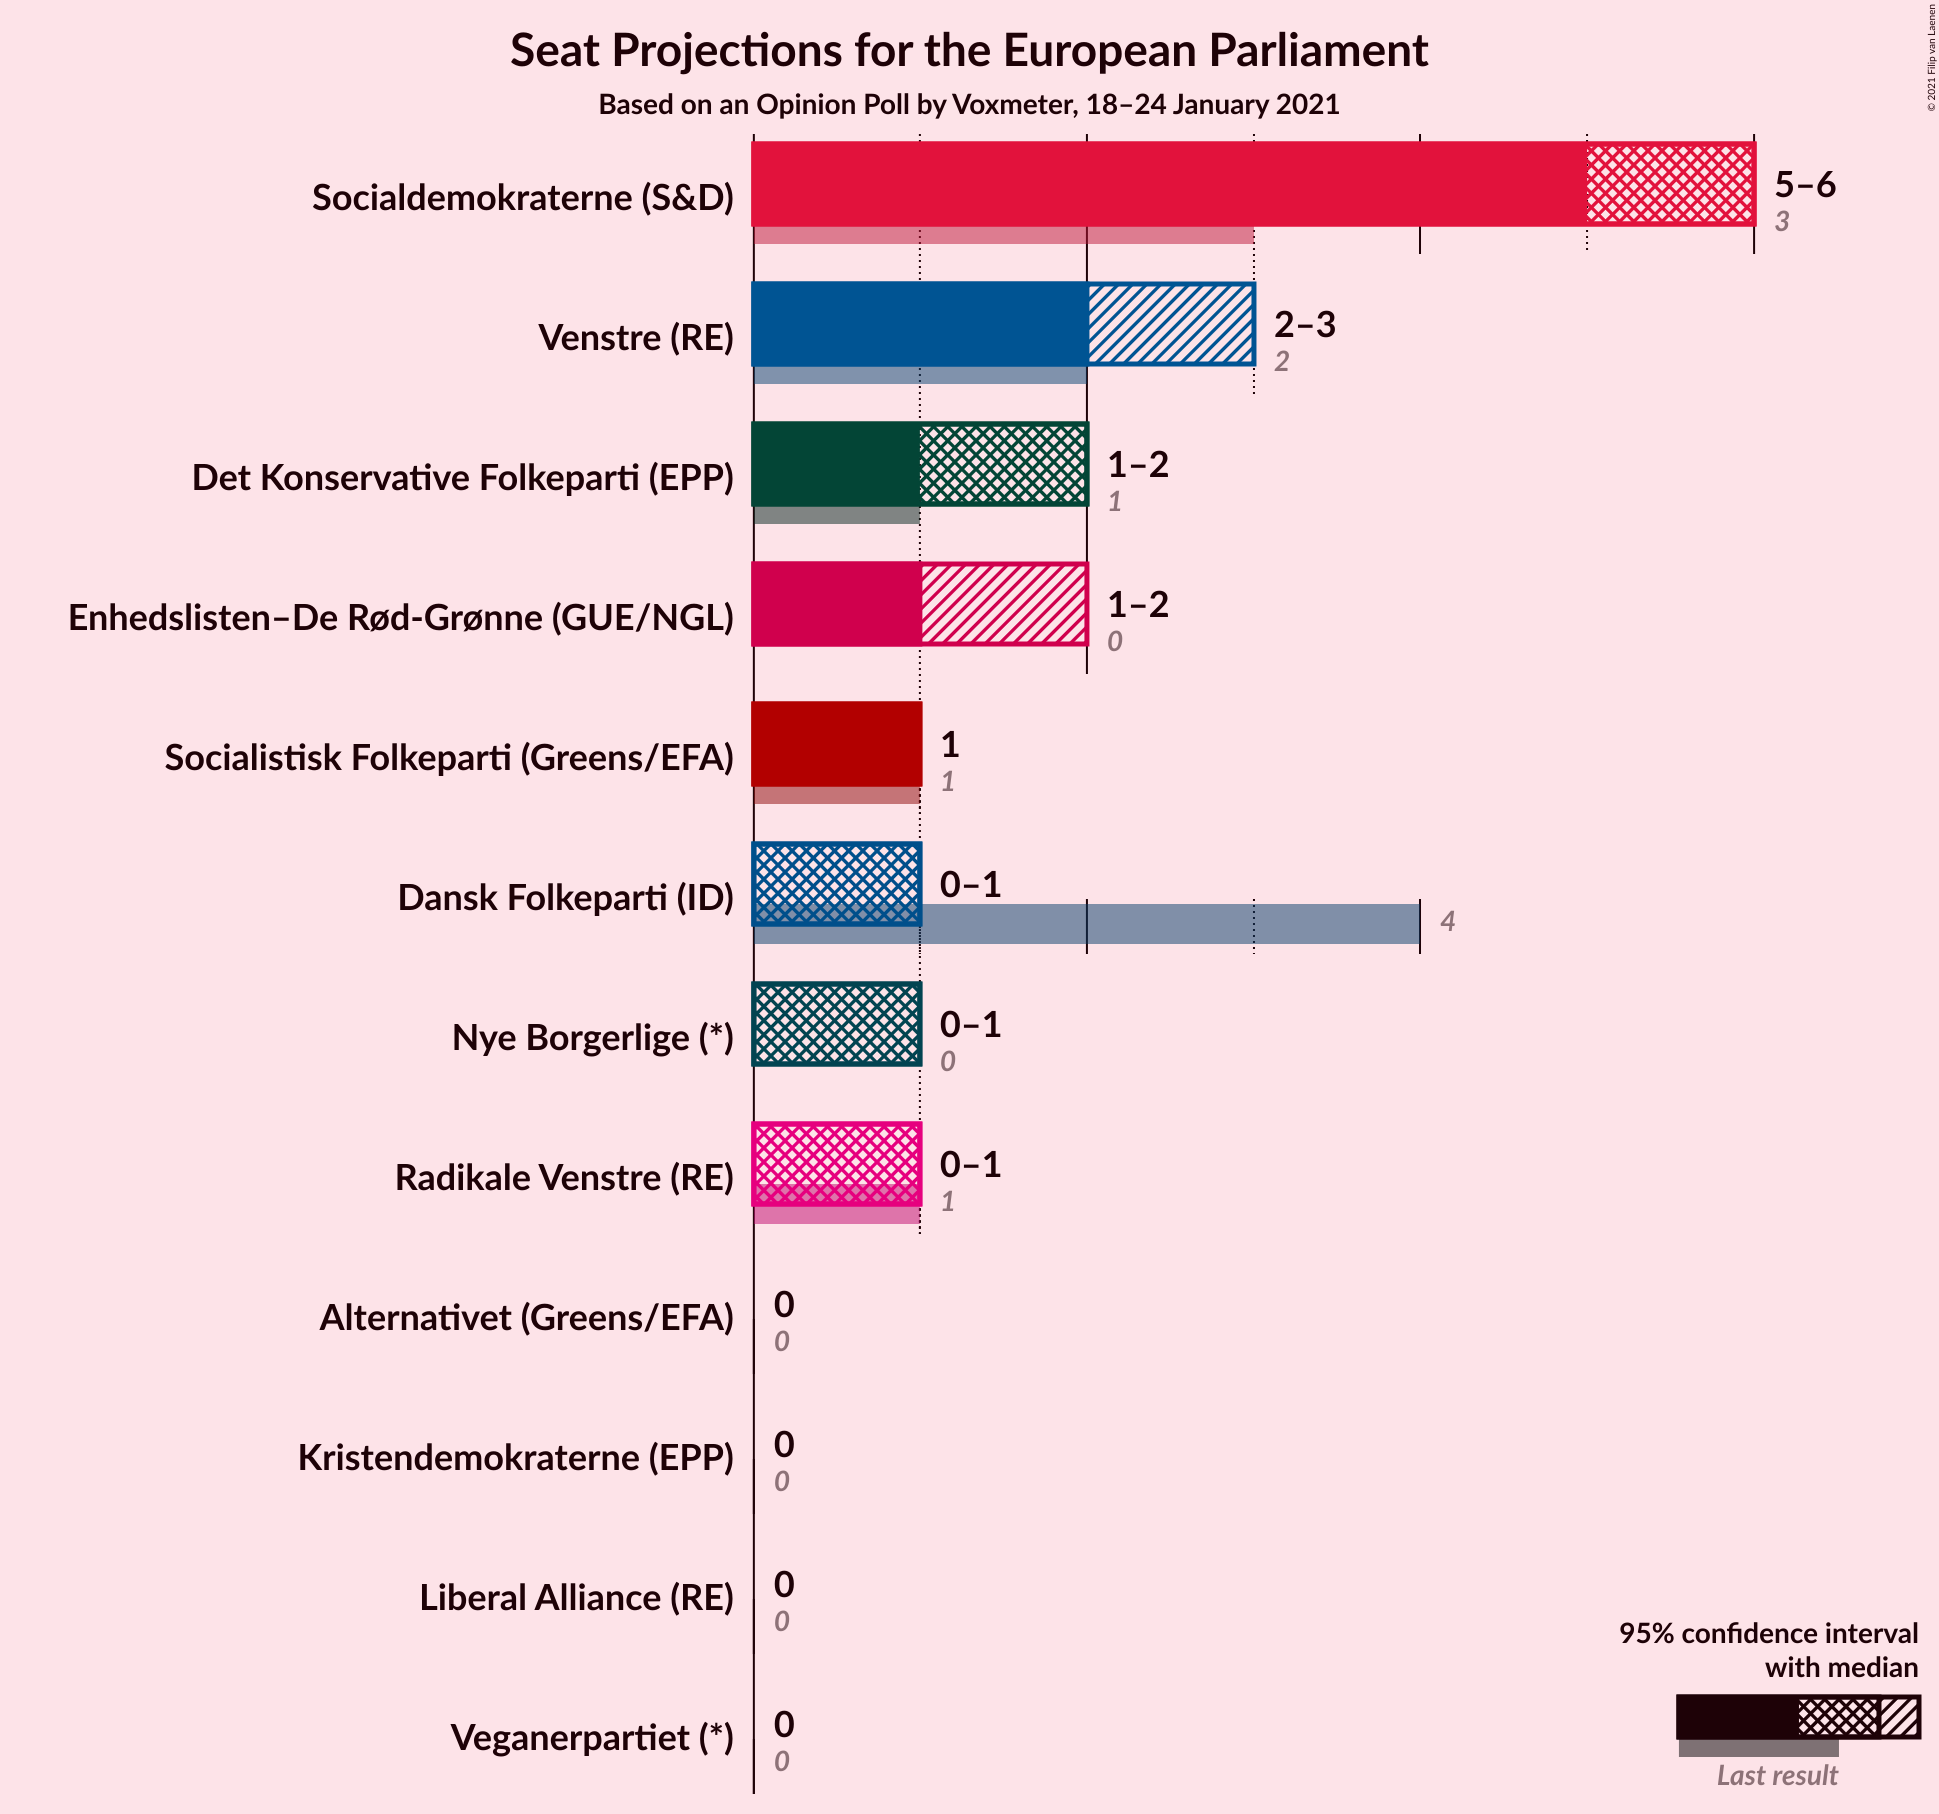 Seat Projections for the European Parliament
Based on an Opinion Poll by Voxmeter, 18–24 January 2021
© 2021 Filip van Laenen
Socialdemokraterne (S&D)
5–6
3
Venstre (RE)
2–3
2
Det Konservative Folkeparti (EPP)
1–2
1
Enhedslisten–De Rød-Grønne (GUE/NGL)
1–2
0
Socialistisk Folkeparti (Greens/EFA)
1
1
Dansk Folkeparti (ID)
0–1
4
Nye Borgerlige (*)
0–1
0
Radikale Venstre (RE)
0–1
1
Alternativet (Greens/EFA)
0
0
Kristendemokraterne (EPP)
0
0
Liberal Alliance (RE)
0
0
Veganerpartiet (*)
0
0
95% confidence interval
with median
Last result